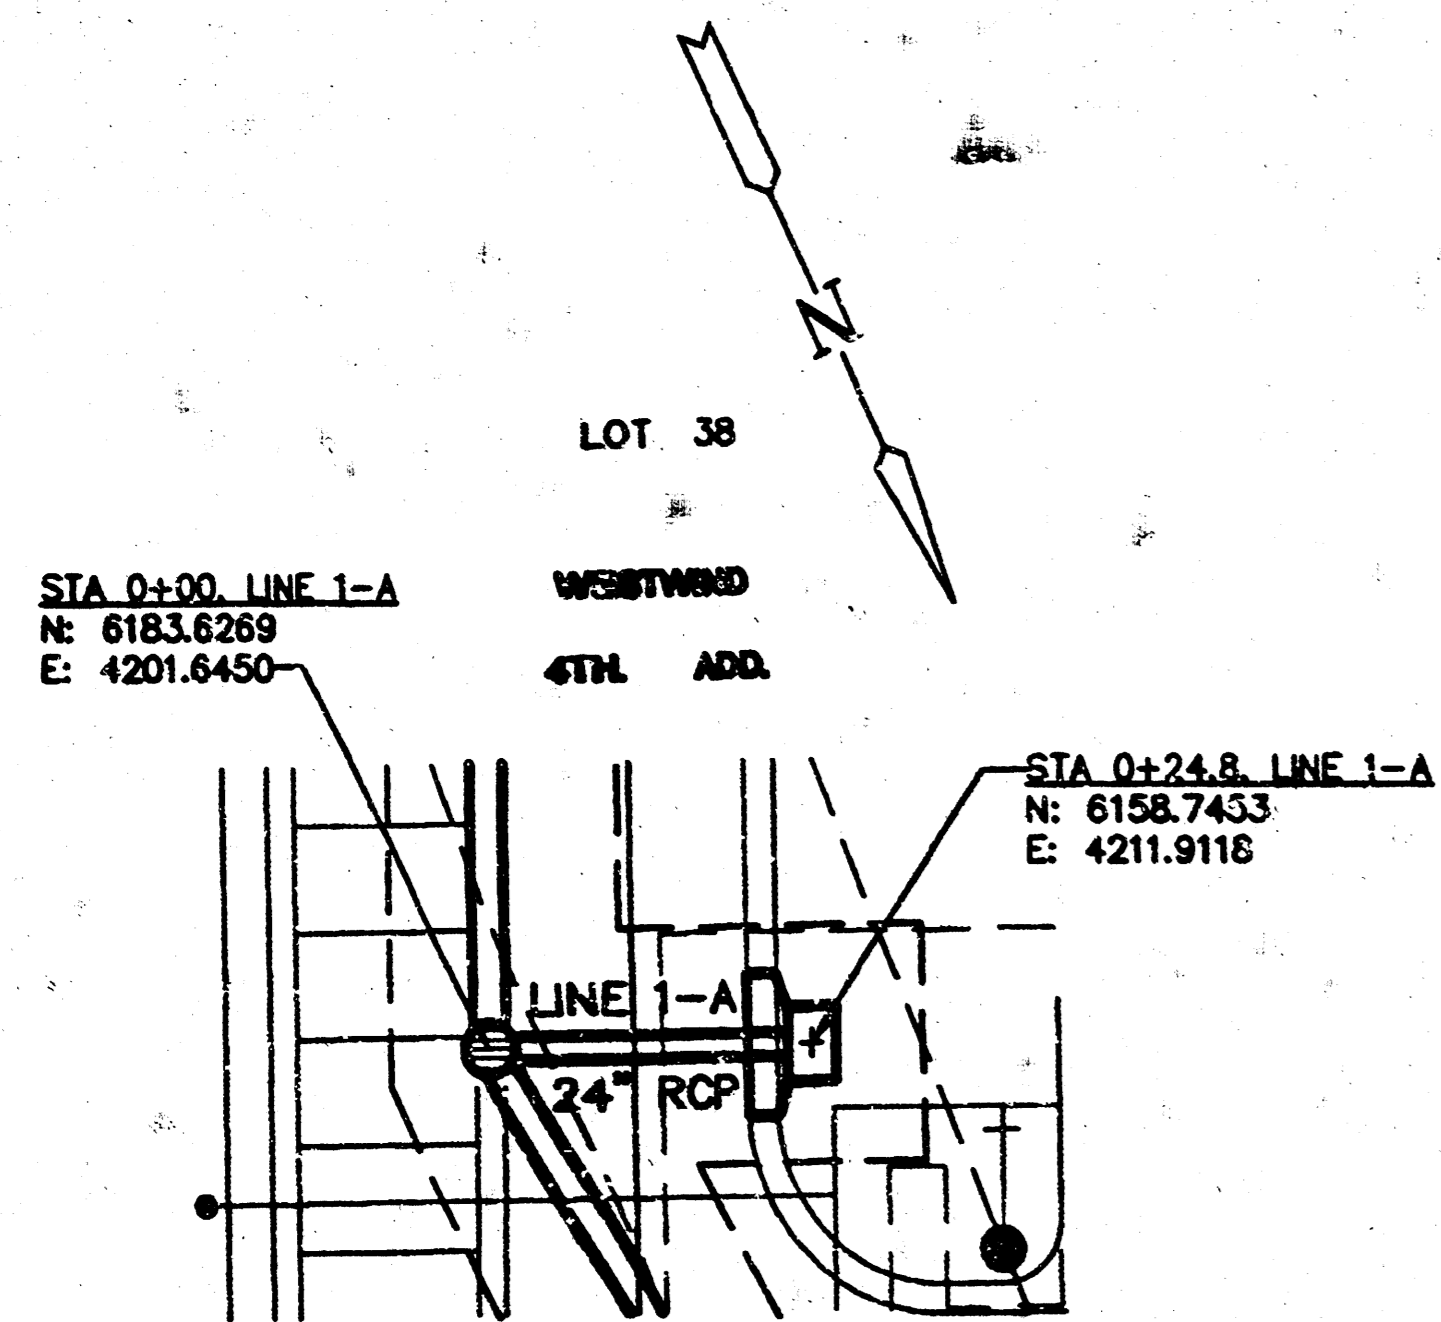 N
LOT 38
STA 0+00, LINE 1-A
N: 6183.6269
E: 4201.6450
WESTWIND
4TH. ADD.
STA 0+24.8, LINE 1-A
N: 6158.7453
E: 4211.9118
LINE 1-A
24" RCP